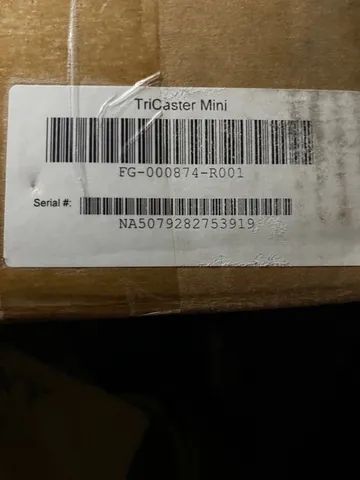 TriCaster Mini
FG-000874-R001
Serial #:
NA5079282753919